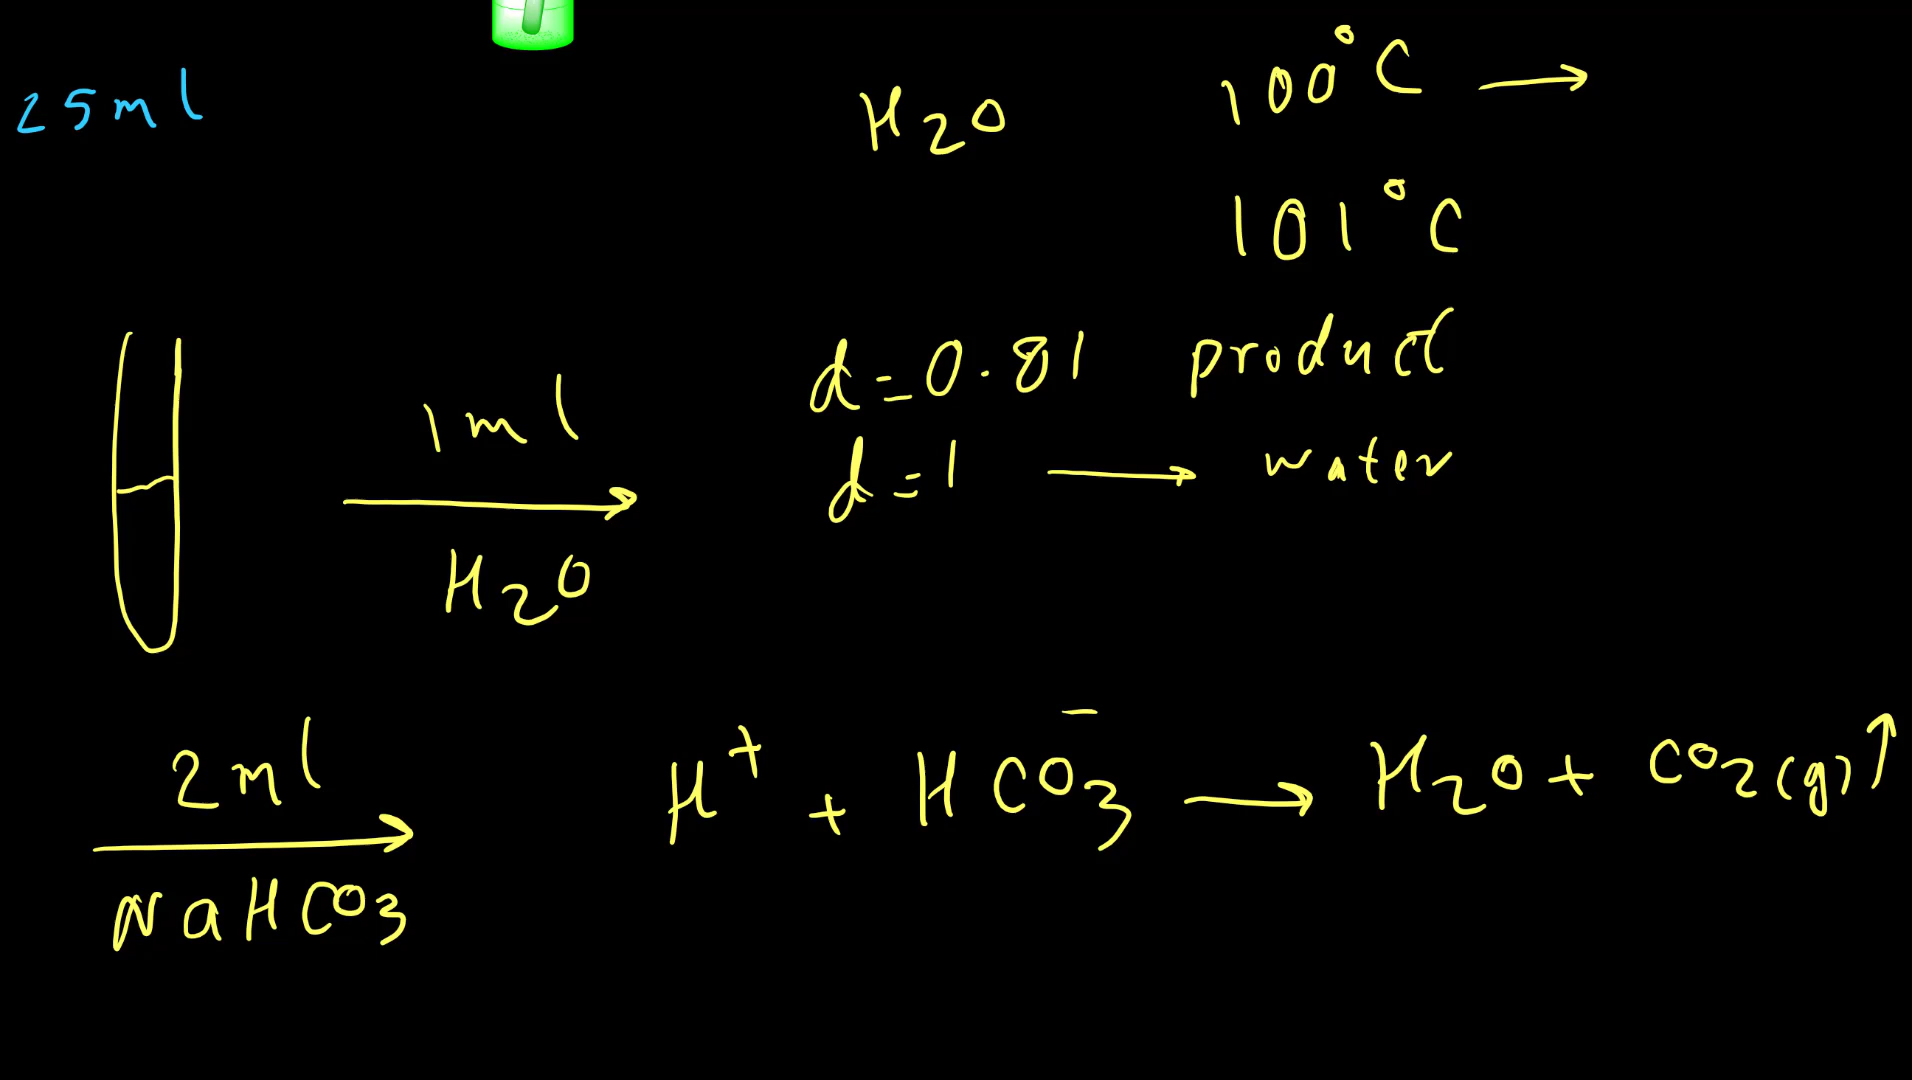 25ml
H2O 100°C →
101°C
d=0.81 product
1ml
d=1 → water
H2O
2ml
H⁺ + HCO3⁻ → H2O + CO2(g)↑
NaHCO3